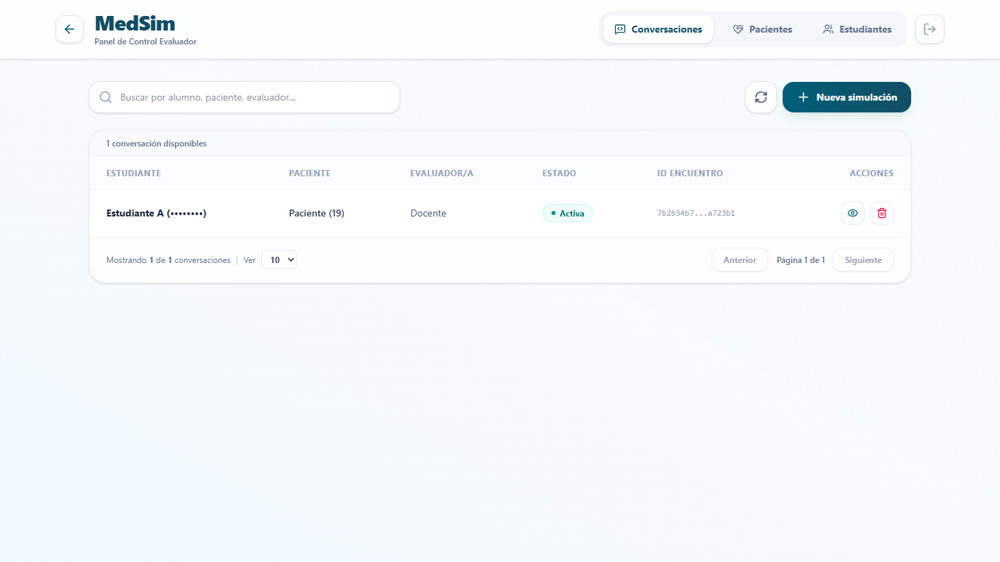 MedSim
Panel de Control Evaluador
Conversaciones
Pacientes
Estudiantes
Buscar por alumno, paciente, evaluador...
Nueva simulación
1 conversación disponibles
ESTUDIANTE PACIENTE EVALUADOR/A ESTADO ID ENCUENTRO ACCIONES
Estudiante A (••••••••) Paciente (19) Docente Activa 7b2b34b7...a723b1
Mostrando 1 de 1 conversaciones | Ver 10 Anterior Página 1 de 1 Siguiente